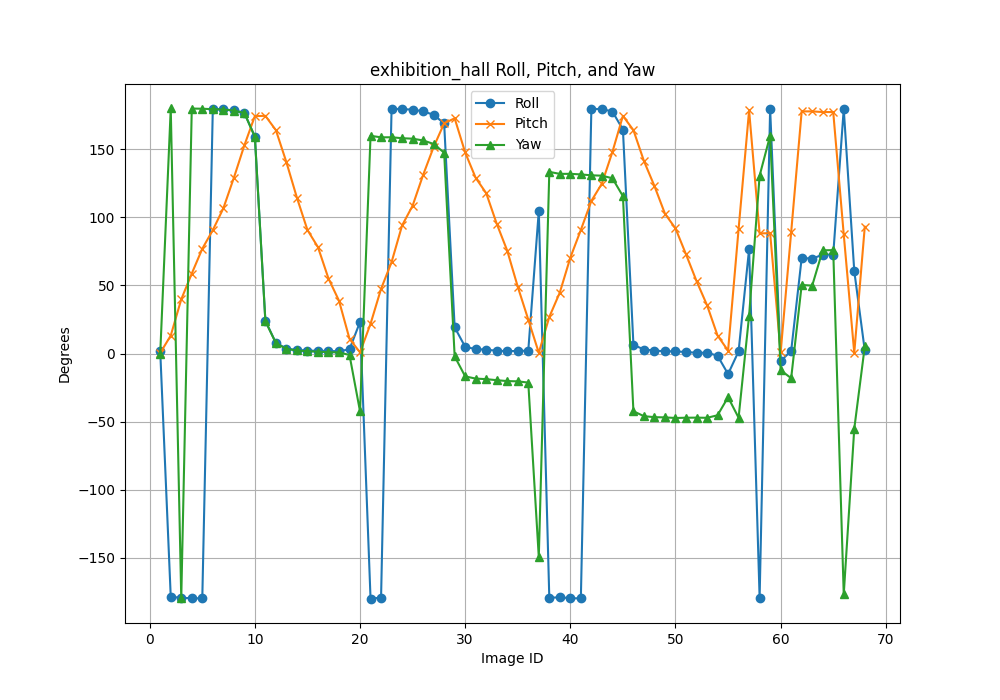 exhibition_hall Roll, Pitch, and Yaw
Roll
Pitch
Yaw
150
100
50
0
−50
−100
−150
Degrees
0 10 20 30 40 50 60 70
Image ID